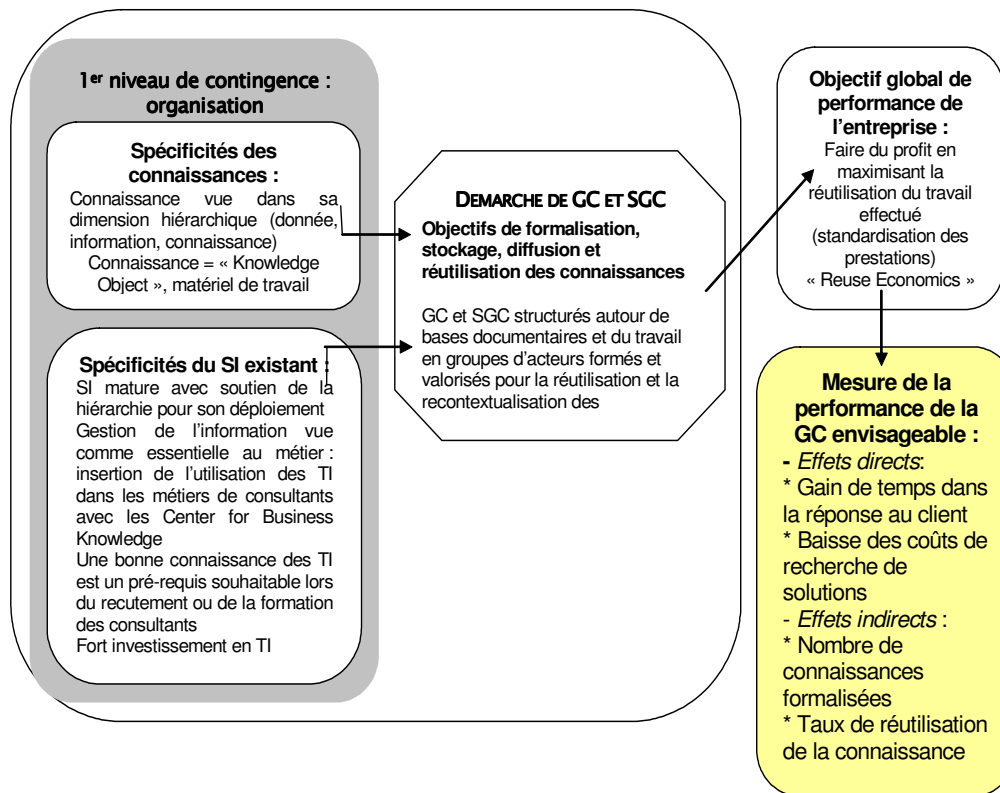 1er niveau de contingence :
organisation
Spécificités des
connaissances :
Connaissance vue dans sa
dimension hiérarchique (donnée,
information, connaissance)
Connaissance = « Knowledge
Object », matériel de travail
Spécificités du SI existant :
SI mature avec soutien de la
hiérarchie pour son déploiement
Gestion de l'information vue
comme essentielle au métier :
insertion de l'utilisation des TI
dans les métiers de consultants
avec les Center for Business
Knowledge
Une bonne connaissance des TI
est un pré-requis souhaitable lors
du recrutement ou de la formation
des consultants
Fort investissement en TI
DEMARCHE DE GC ET SGC
Objectifs de formalisation,
stockage, diffusion et
réutilisation des connaissances
GC et SGC structurés autour de
bases documentaires et du travail
en groupes d'acteurs formés et
valorisés pour la réutilisation et la
recontextualisation des
Objectif global de
performance de
l'entreprise :
Faire du profit en
maximisant la
réutilisation du travail
effectué
(standardisation des
prestations)
« Reuse Economics »
Mesure de la
performance de la
GC envisageable :
- Effets directs:
* Gain de temps dans
la réponse au client
* Baisse des coûts de
recherche de
solutions
- Effets indirects :
* Nombre de
connaissances
formalisées
* Taux de réutilisation
de la connaissance